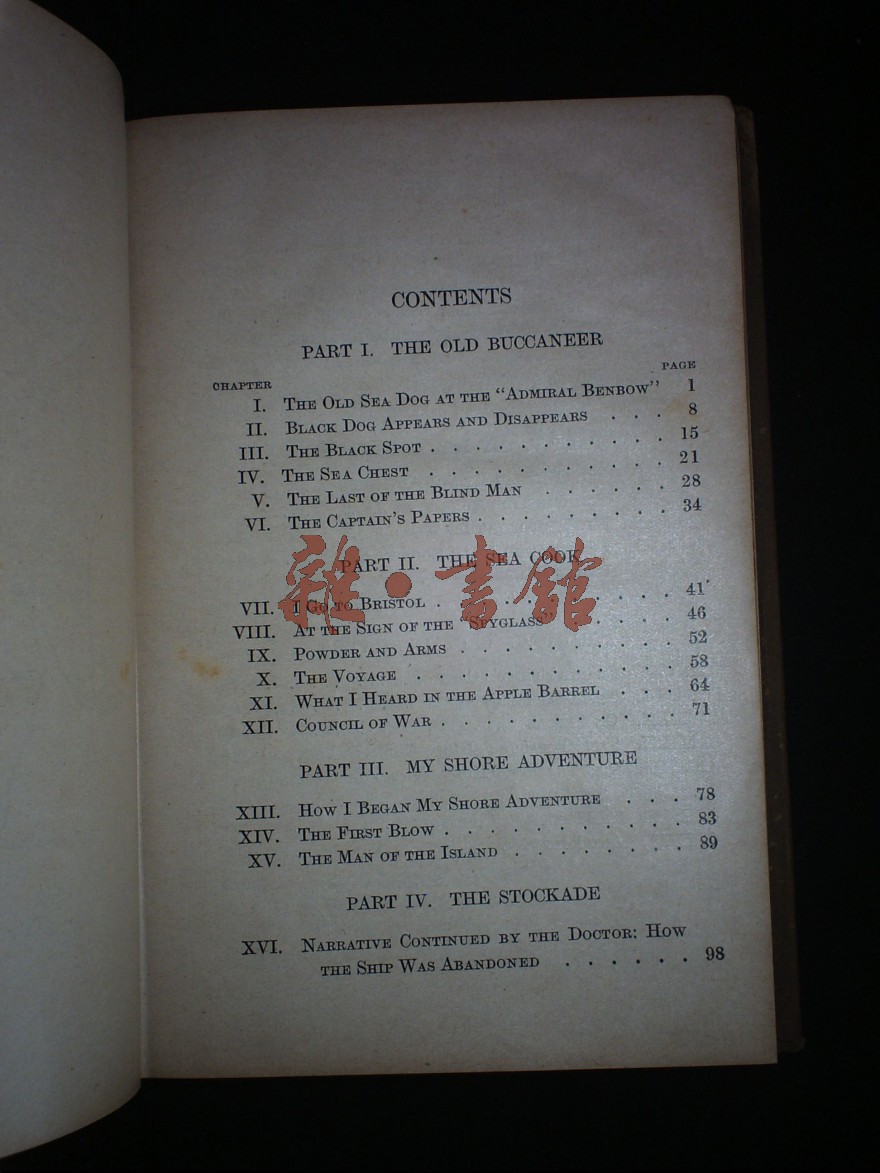 CONTENTS
PART I. THE OLD BUCCANEER
CHAPTER PAGE
I. THE OLD SEA DOG AT THE "ADMIRAL BENBOW" 1
II. BLACK DOG APPEARS AND DISAPPEARS . . . 8
III. THE BLACK SPOT . . . . . . . . . . . 15
IV. THE SEA CHEST . . . . . . . . . . . 21
V. THE LAST OF THE BLIND MAN . . . . . . 28
VI. THE CAPTAIN'S PAPERS . . . . . . . . . 34
PART II. THE SEA COOK
雜·書館
VII. I GO TO BRISTOL . . . . . . . . . . . 41
VIII. AT THE SIGN OF THE "SPYGLASS" . . . . . 46
IX. POWDER AND ARMS . . . . . . . . . . 52
X. THE VOYAGE . . . . . . . . . . . . 58
XI. WHAT I HEARD IN THE APPLE BARREL . . . 64
XII. COUNCIL OF WAR . . . . . . . . . . . 71
PART III. MY SHORE ADVENTURE
XIII. HOW I BEGAN MY SHORE ADVENTURE . . . 78
XIV. THE FIRST BLOW . . . . . . . . . . . 83
XV. THE MAN OF THE ISLAND . . . . . . . . 89
PART IV. THE STOCKADE
XVI. NARRATIVE CONTINUED BY THE DOCTOR: HOW
THE SHIP WAS ABANDONED . . . . . . 98